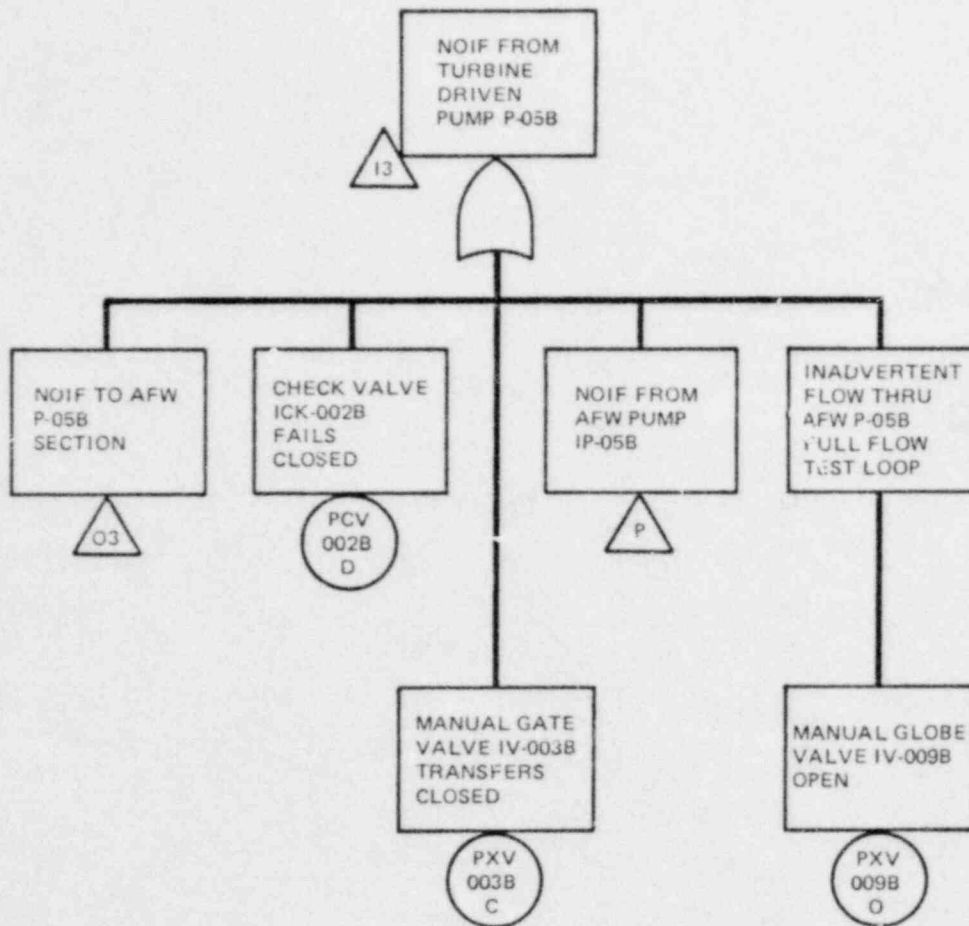 NOIF FROM
TURBINE
DRIVEN
PUMP P-05B
I3
NOIF TO AFW
P-05B
SECTION
O3
CHECK VALVE
ICK-002B
FAILS
CLOSED
PCV
002B
D
NOIF FROM
AFW PUMP
IP-05B
P
INADVERTENT
FLOW THRU
AFW P-05B
FULL FLOW
TEST LOOP
MANUAL GATE
VALVE IV-003B
TRANSFERS
CLOSED
PXV
003B
C
MANUAL GLOBE
VALVE IV-009B
OPEN
PXV
009B
O